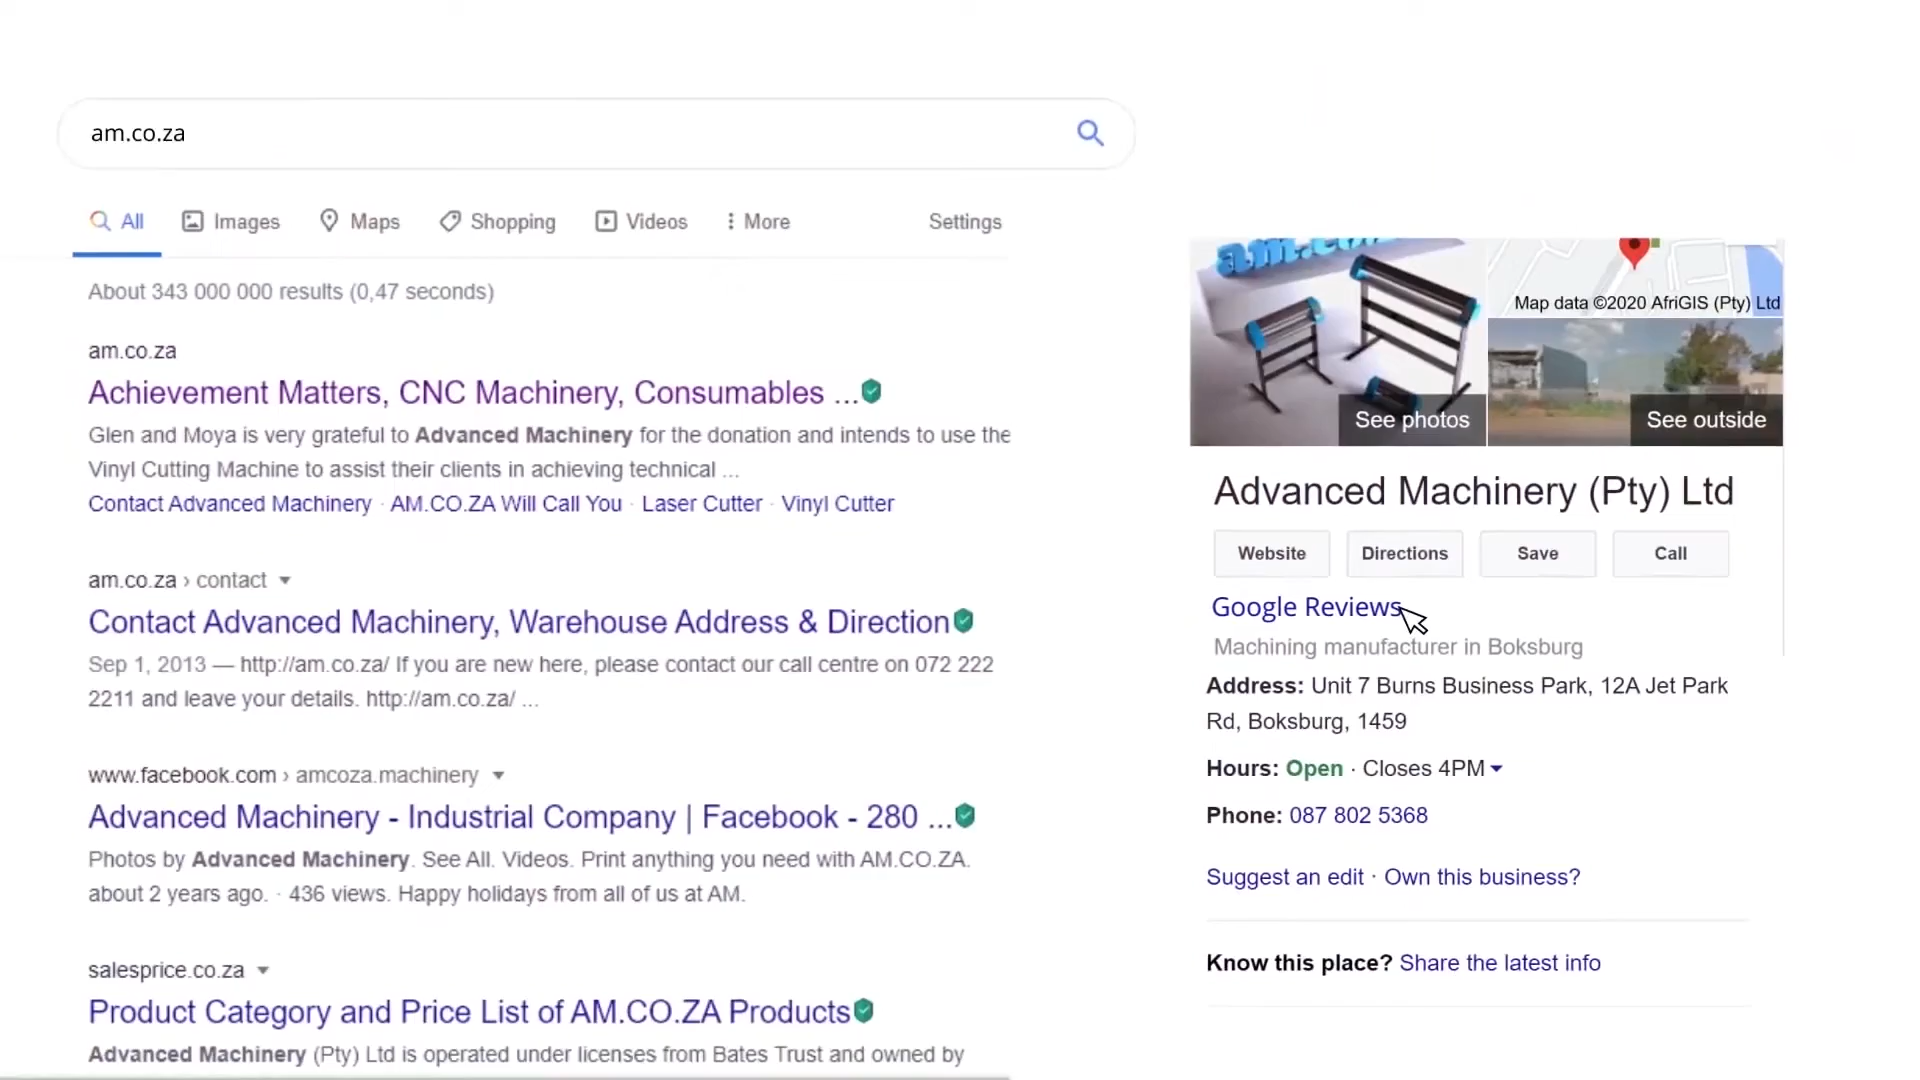 am.co.za
All
Images
Maps
Shopping
Videos
More
Settings
About 343 000 000 results (0,47 seconds)
am.co.za
Achievement Matters, CNC Machinery, Consumables ...
Glen and Moya is very grateful to Advanced Machinery for the donation and intends to use the
Vinyl Cutting Machine to assist their clients in achieving technical ...
Contact Advanced Machinery · AM.CO.ZA Will Call You · Laser Cutter · Vinyl Cutter
am.co.za › contact
Contact Advanced Machinery, Warehouse Address & Direction
Sep 1, 2013 — http://am.co.za/ If you are new here, please contact our call centre on 072 222
2211 and leave your details. http://am.co.za/ ...
www.facebook.com › amcoza.machinery
Advanced Machinery - Industrial Company | Facebook - 280 ...
Photos by Advanced Machinery. See All. Videos. Print anything you need with AM.CO.ZA.
about 2 years ago. · 436 views. Happy holidays from all of us at AM.
salesprice.co.za
Product Category and Price List of AM.CO.ZA Products
Advanced Machinery (Pty) Ltd is operated under licenses from Bates Trust and owned by
Map data ©2020 AfriGIS (Pty) Ltd
See photos
See outside
Advanced Machinery (Pty) Ltd
Website
Directions
Save
Call
Google Reviews
Machining manufacturer in Boksburg
Address: Unit 7 Burns Business Park, 12A Jet Park
Rd, Boksburg, 1459
Hours: Open · Closes 4PM
Phone: 087 802 5368
Suggest an edit · Own this business?
Know this place? Share the latest info